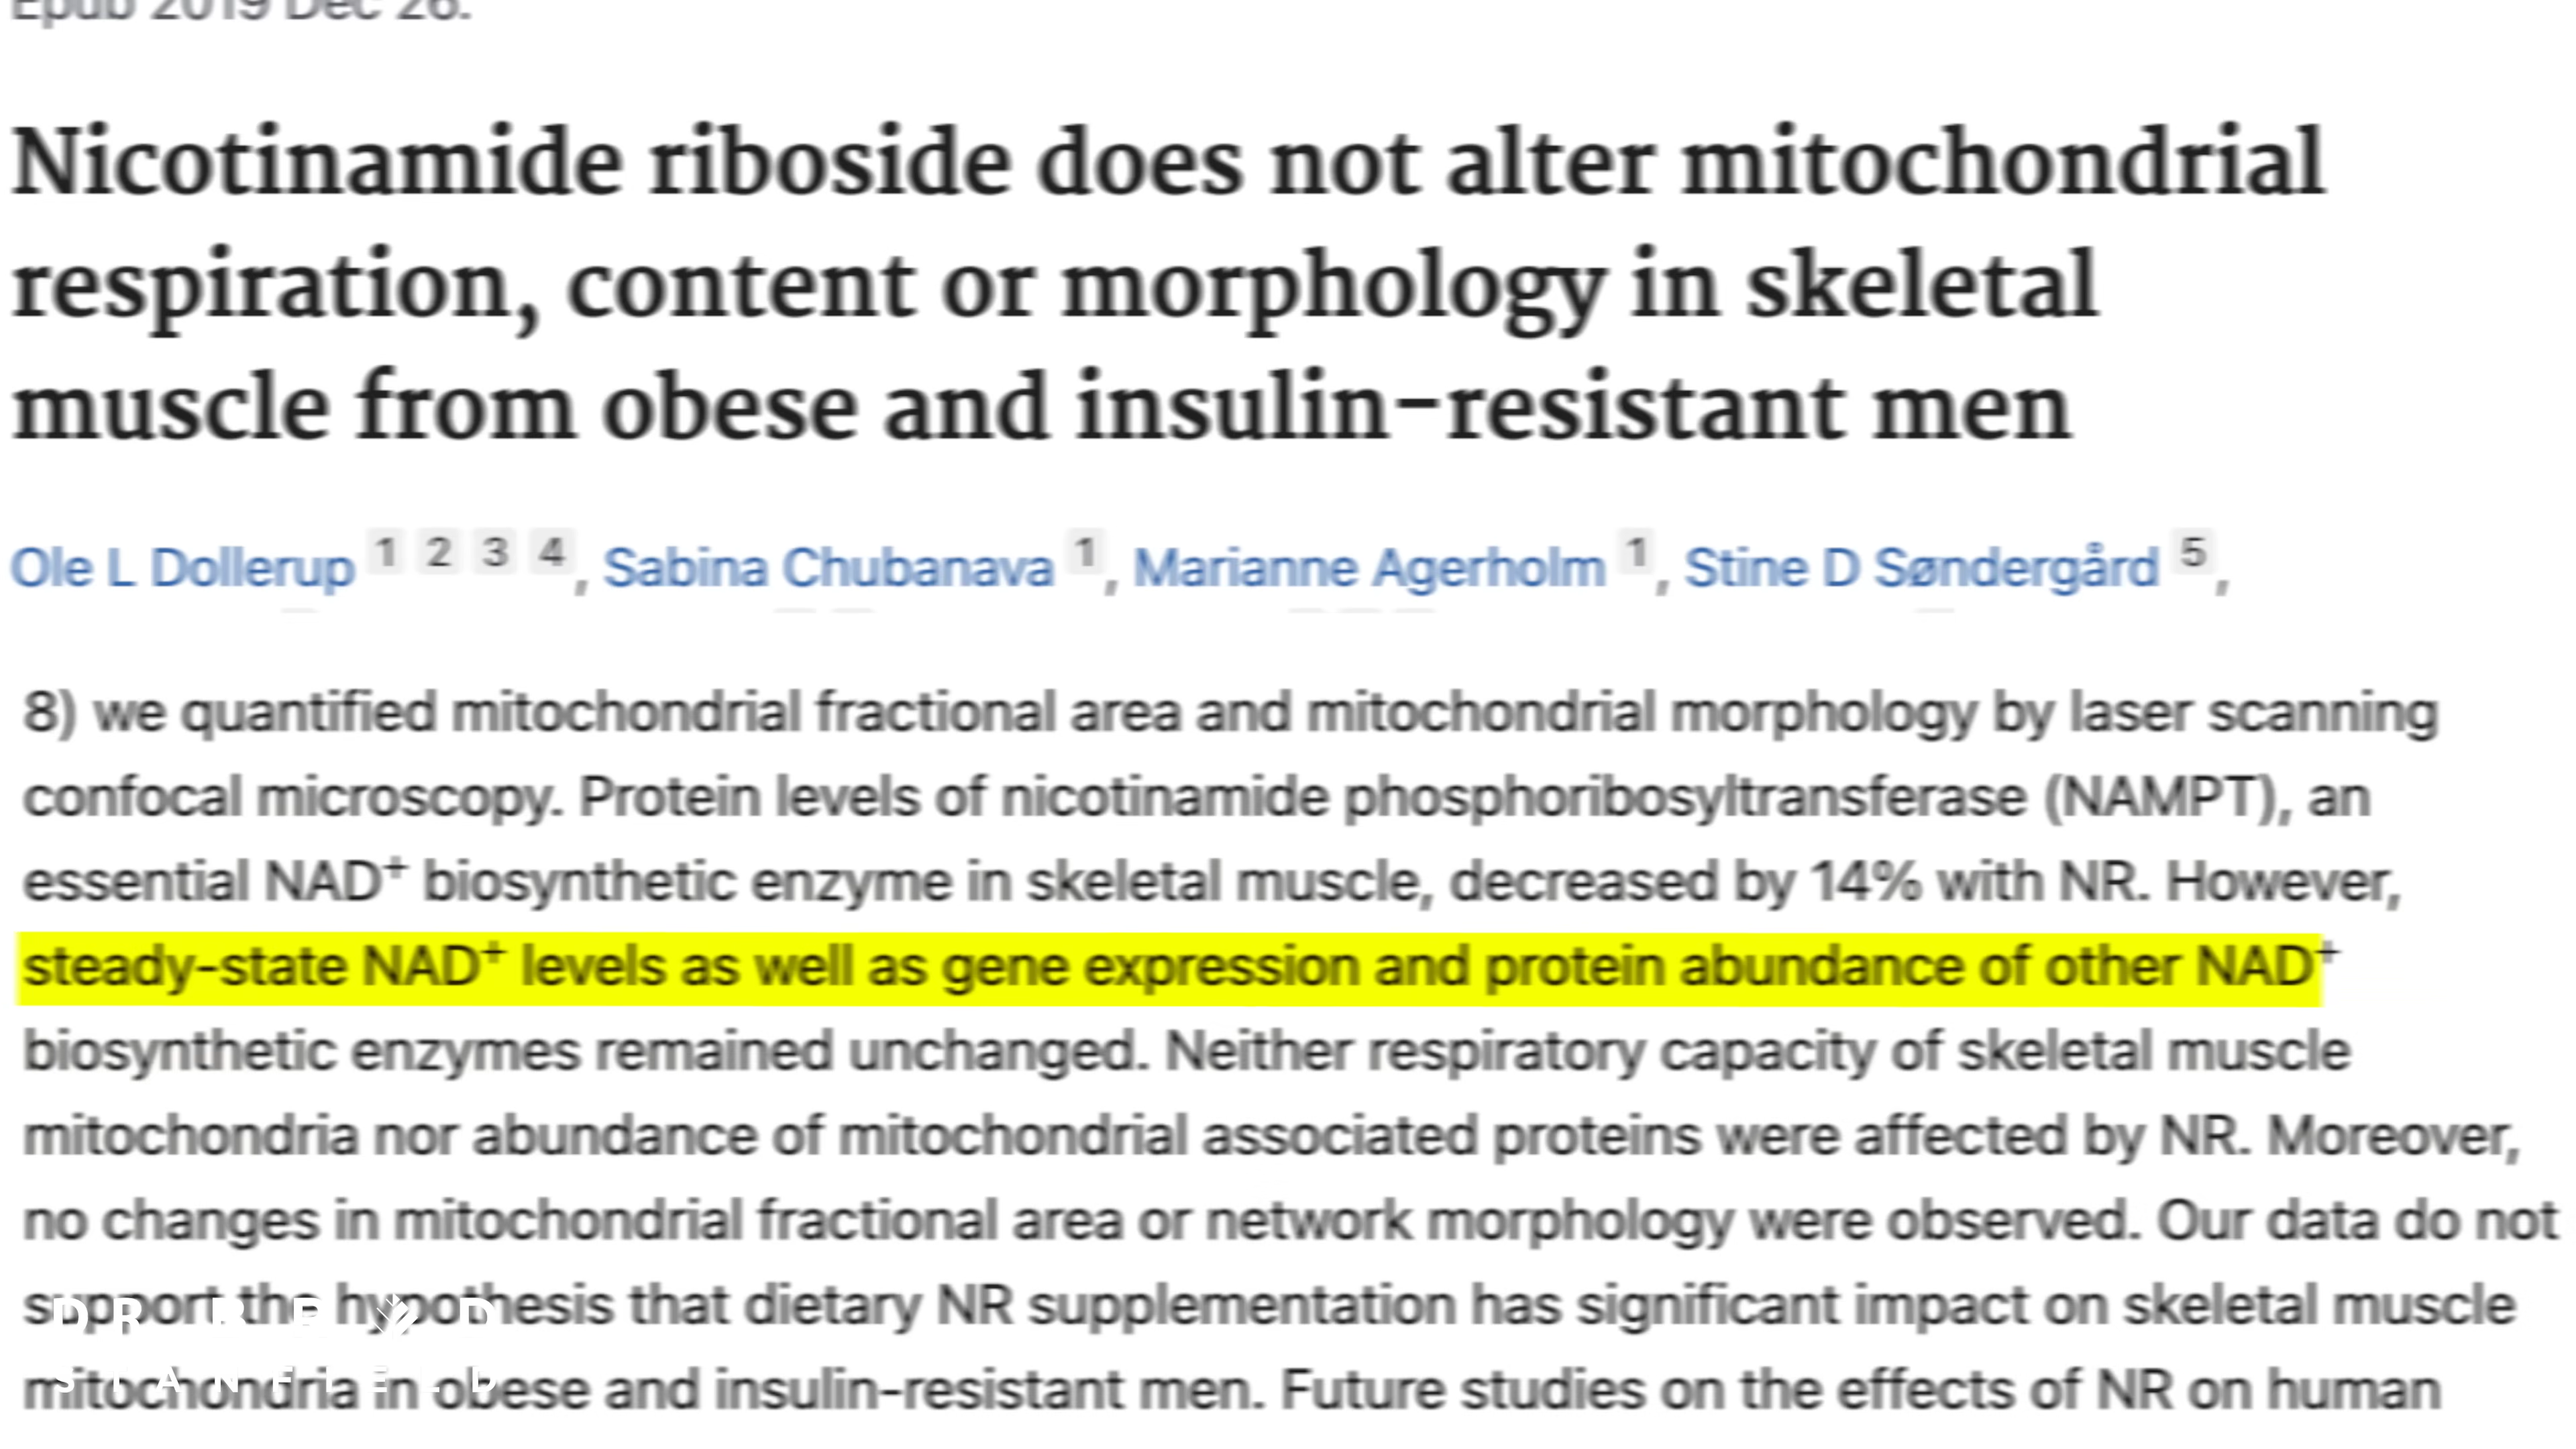 Epub 2019 Dec 26.
Nicotinamide riboside does not alter mitochondrial
respiration, content or morphology in skeletal
muscle from obese and insulin-resistant men
Ole L Dollerup 1 2 3 4, Sabina Chubanava 1, Marianne Agerholm 1, Stine D Søndergård 5,
8) we quantified mitochondrial fractional area and mitochondrial morphology by laser scanning
confocal microscopy. Protein levels of nicotinamide phosphoribosyltransferase (NAMPT), an
essential NAD+ biosynthetic enzyme in skeletal muscle, decreased by 14% with NR. However,
steady-state NAD+ levels as well as gene expression and protein abundance of other NAD+
biosynthetic enzymes remained unchanged. Neither respiratory capacity of skeletal muscle
mitochondria nor abundance of mitochondrial associated proteins were affected by NR. Moreover,
no changes in mitochondrial fractional area or network morphology were observed. Our data do not
support the hypothesis that dietary NR supplementation has significant impact on skeletal muscle
mitochondria in obese and insulin-resistant men. Future studies on the effects of NR on human
DR BRAD
STANFIELD